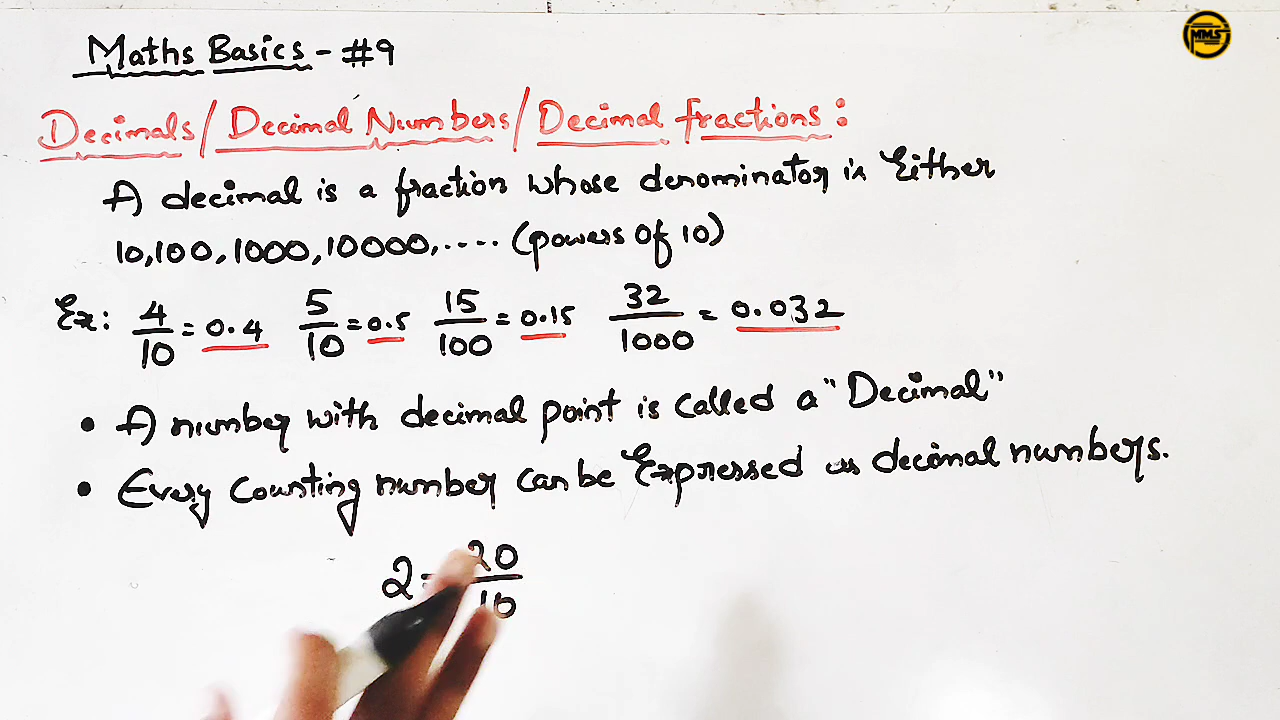 MMS
Maths Basics - #9
Decimals/Decimal Numbers/Decimal fractions:
A decimal is a fraction whose denominator is Either
10,100,1000,10000,.... (powers of 10)
Ex: 4/10 = 0.4 5/10 = 0.5 15/100 = 0.15 32/1000 = 0.032
• A number with decimal point is called a "Decimal"
• Every Counting number can be Expressed as decimal numbers.
2 = 20/10